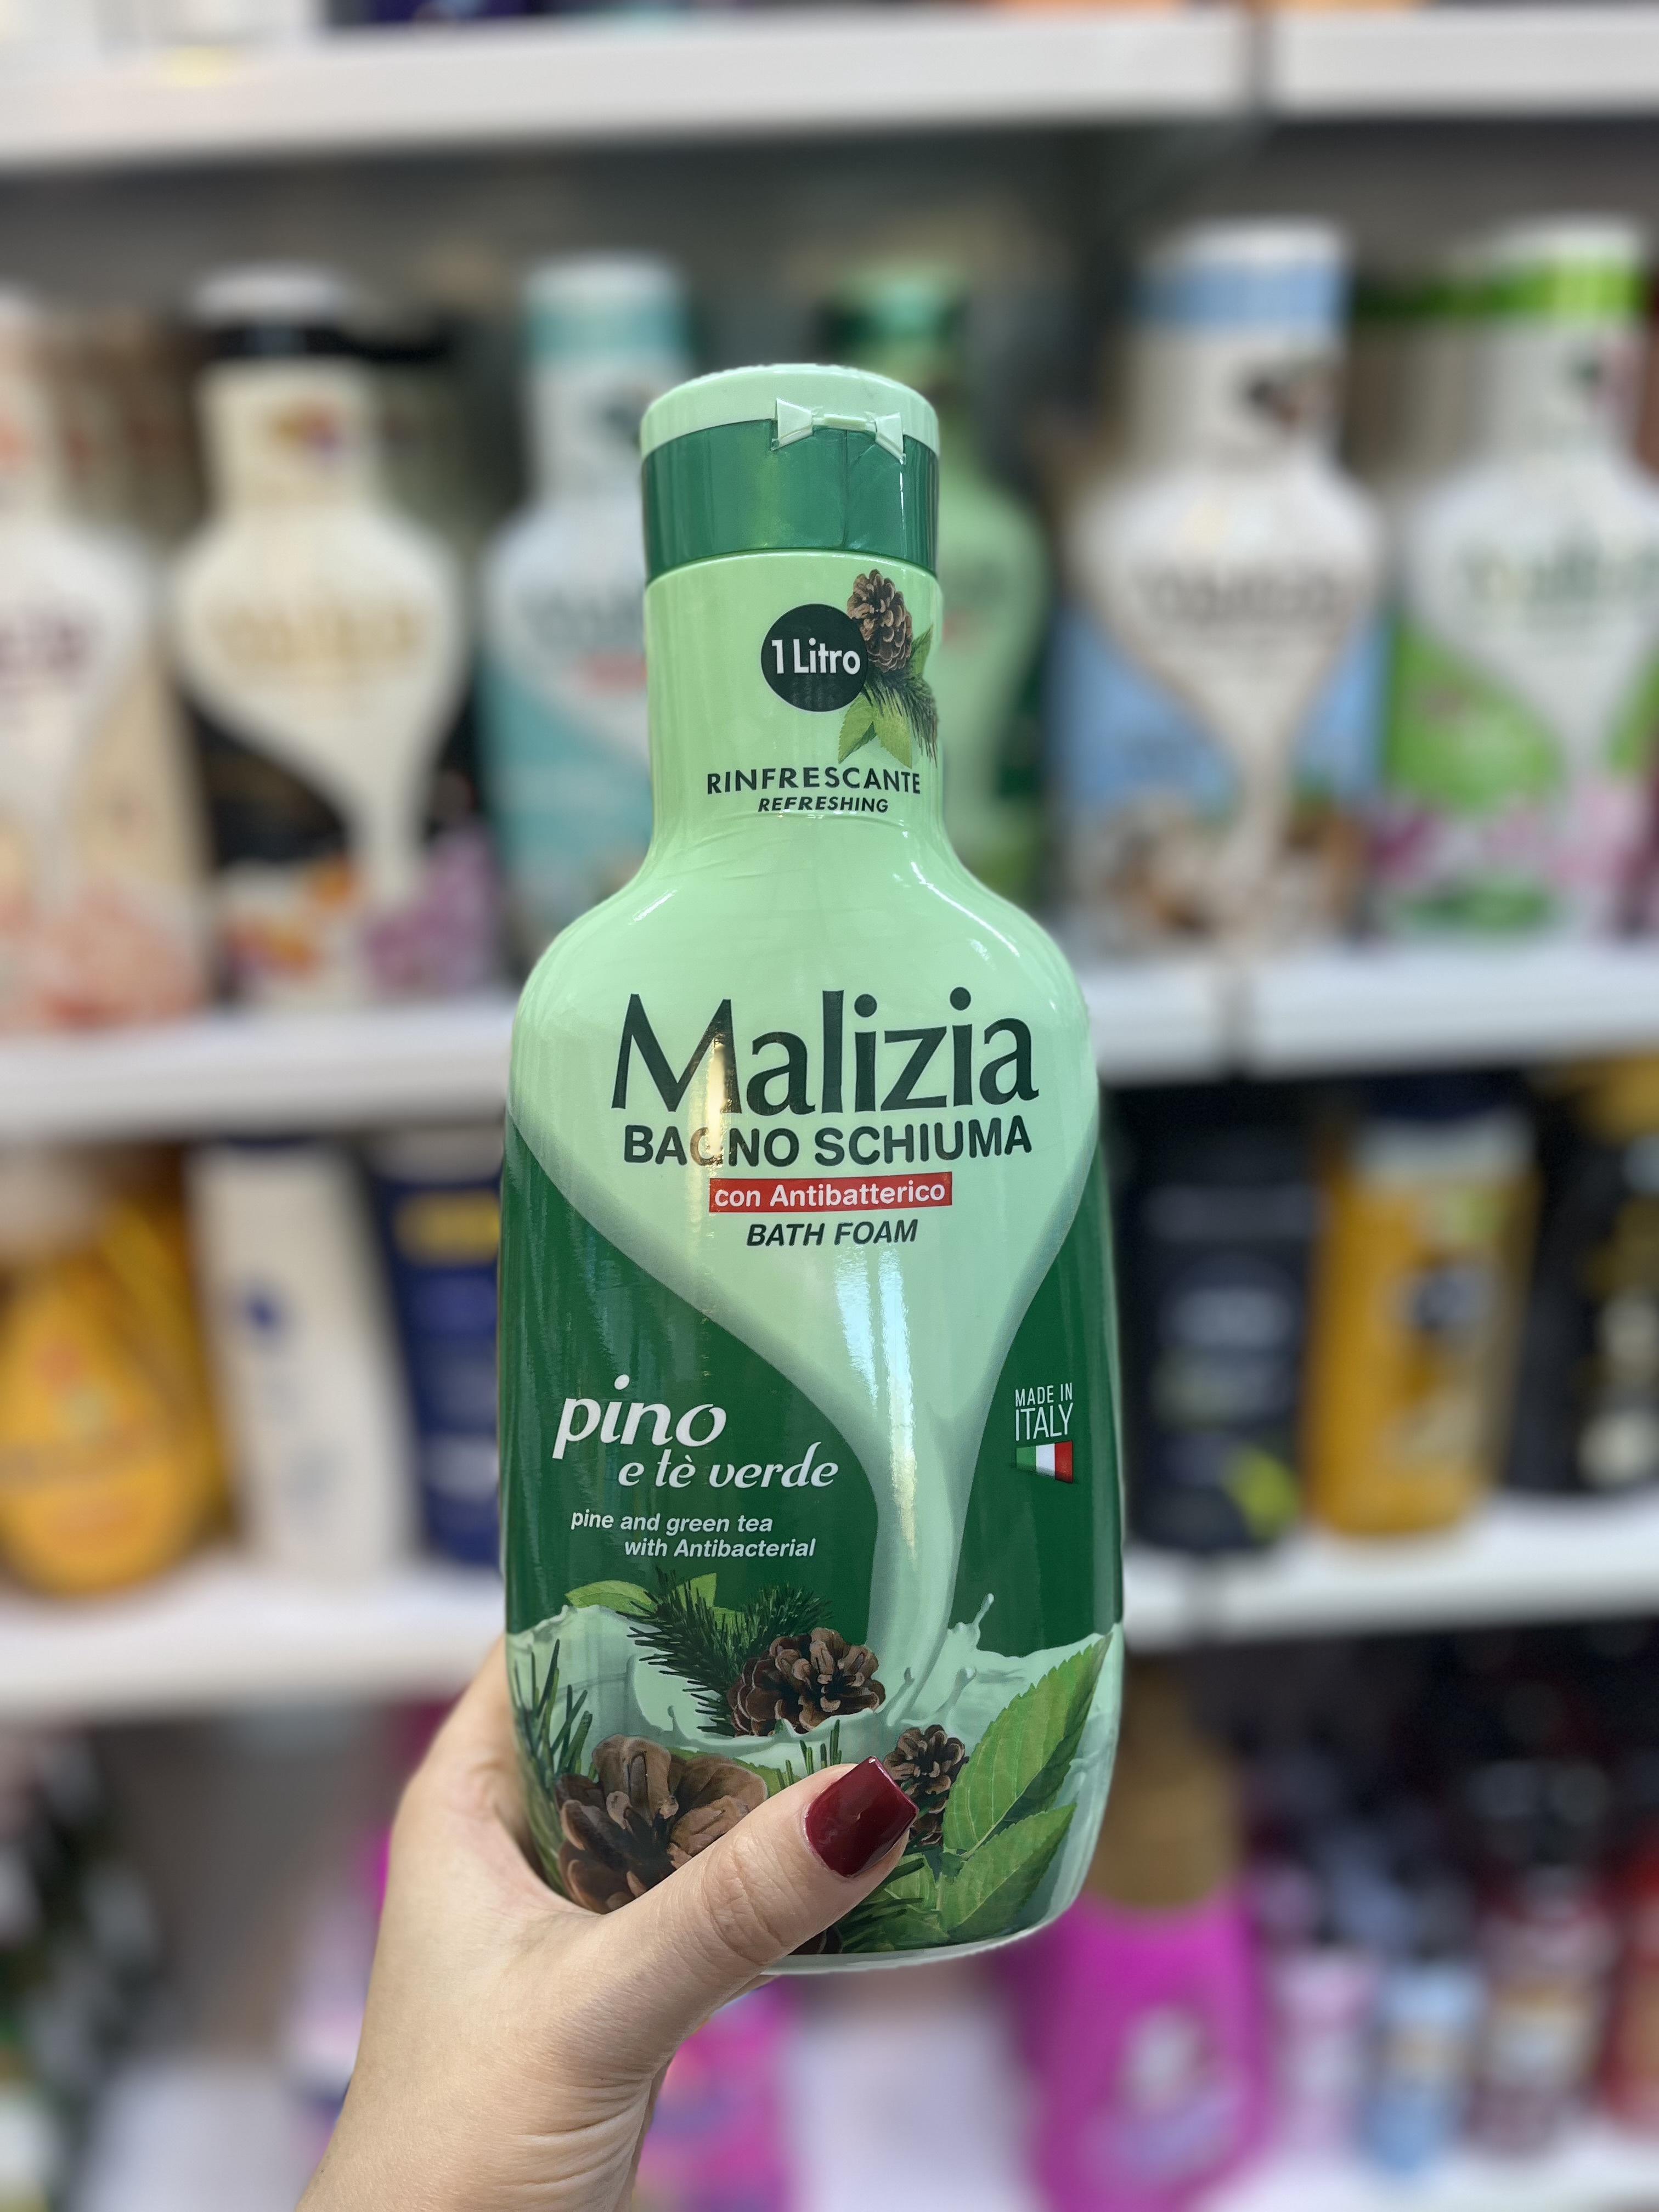 1 Litro
RINFRESCANTE
REFRESHING
Malizia
BAGNO SCHIUMA
con Antibatterico
BATH FOAM
pino
e tè verde
pine and green tea
with Antibacterial
MADE IN
ITALY